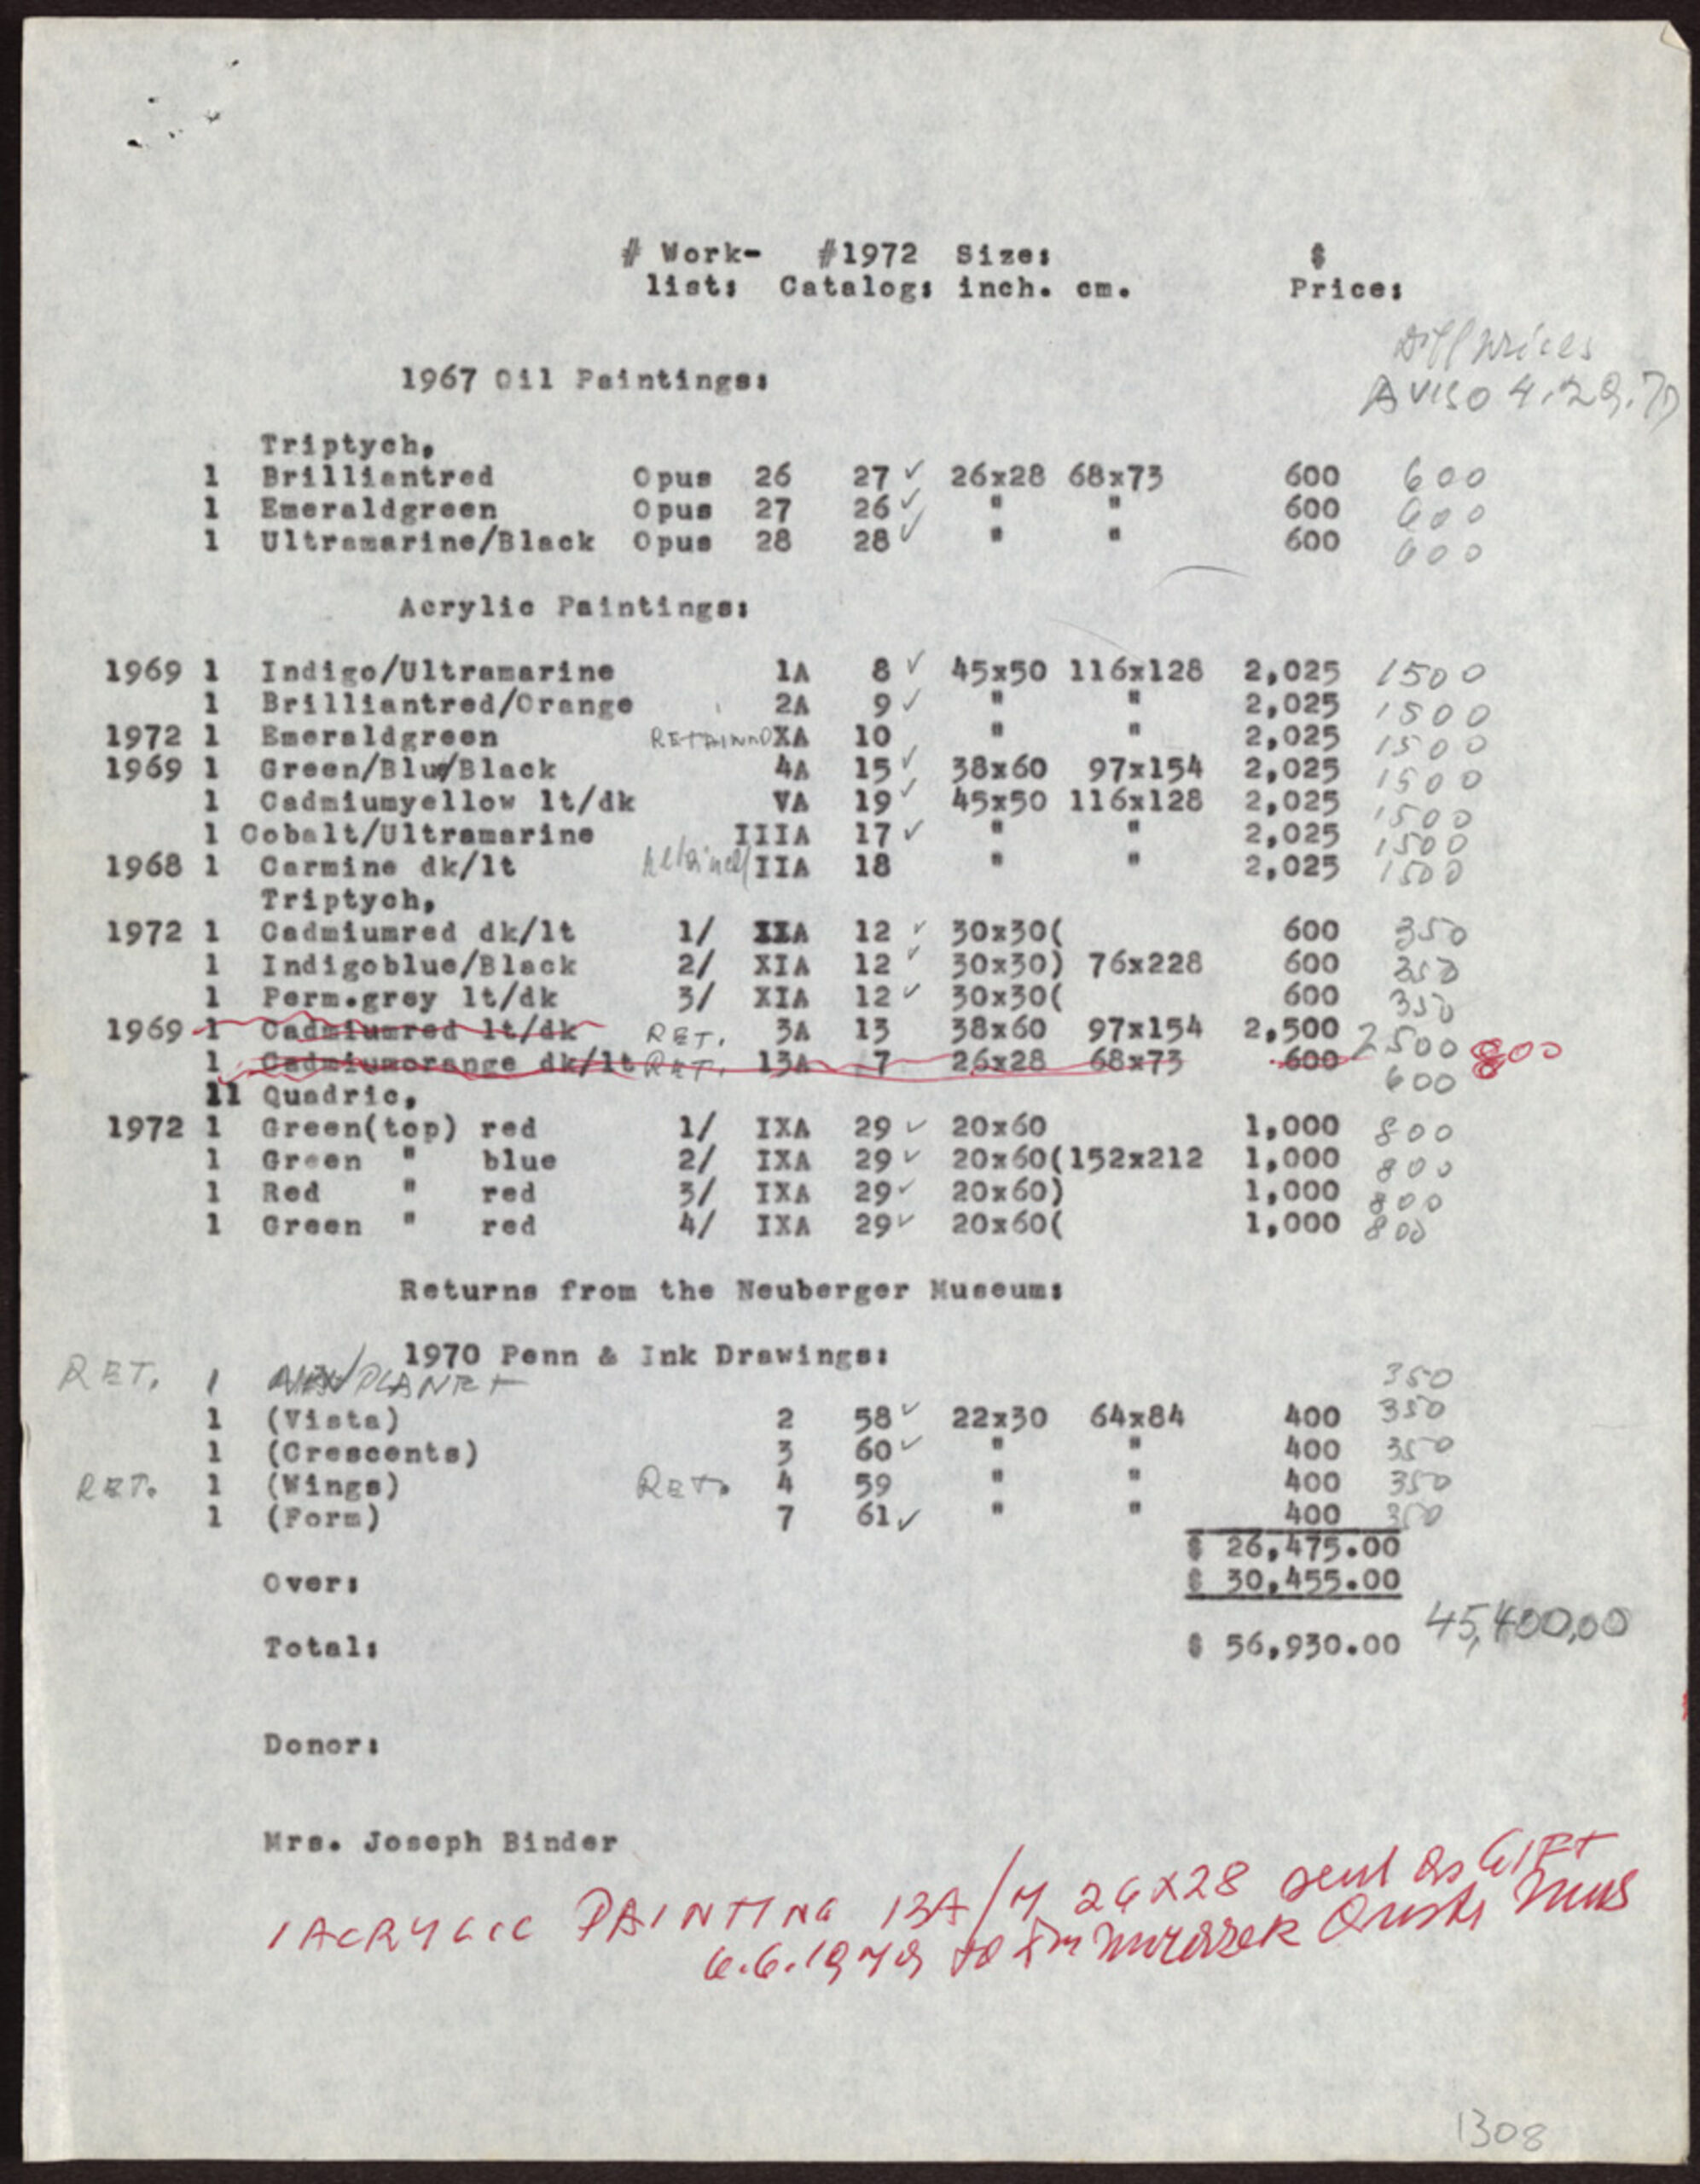 # Work- #1972 Size: $
list: Catalog: inch. cm. Price:
Diff prices
1967 Oil Paintings:
AVISO 4.29.
Triptych,
1 Brilliantred Opus 26 27 ✓ 26x28 68x73 600 600
1 Emeraldgreen Opus 27 26 ✓ " " 600 600
1 Ultramarine/Black Opus 28 28 ✓ " " 600 600
Acrylic Paintings:
1969 1 Indigo/Ultramarine 1A 8 ✓ 45x50 116x128 2,025 1500
1 Brilliantred/Orange 2A 9 ✓ " " 2,025 1500
1972 1 Emeraldgreen XA 10 " " 2,025 1500
1969 1 Green/Blue/Black 4A 15 ✓ 38x60 97x154 2,025 1500
1 Cadmiumyellow lt/dk VA 19 ✓ 45x50 116x128 2,025 1500
1 Cobalt/Ultramarine IIIA 17 ✓ " " 2,025 1500
1968 1 Carmine dk/lt Retained IIA 18 " " 2,025 1500
Triptych,
1972 1 Cadmiumred dk/lt 1/ XIA 12 ✓ 30x30( 600 350
1 Indigoblue/Black 2/ XIA 12 ✓ 30x30) 76x228 600 350
1 Perm.grey lt/dk 3/ XIA 12 ✓ 30x30( 600 350
1969 1 Cadmiumred lt/dk RET. 3A 13 38x60 97x154 2,500 2500
1 Cadmiumorange dk/lt RET. 13A 7 26x28 68x73 600 600 800
11 Quadric,
1972 1 Green(top) red 1/ IXA 29 ✓ 20x60 1,000 800
1 Green " blue 2/ IXA 29 ✓ 20x60(152x212 1,000 800
1 Red " red 3/ IXA 29 ✓ 20x60) 1,000 800
1 Green " red 4/ IXA 29 ✓ 20x60( 1,000 800
Returns from the Neuberger Museum:
1970 Penn & Ink Drawings:
RET. 1 PLANET 350
1 (Vista) 2 58 ✓ 22x30 64x84 400 350
1 (Crescents) 3 60 ✓ " " 400 350
RET. 1 (Wings) RET. 4 59 " " 400 350
1 (Form) 7 61 ✓ " " 400 350
$ 26,475.00
Over: $ 30,455.00
45,400,00
Total: $ 56,930.00
Donor:
Mrs. Joseph Binder
1 ACRYLIC PAINTING 13A/7 26X28 sent as GIFT
6.6.1979 to Mus
1308